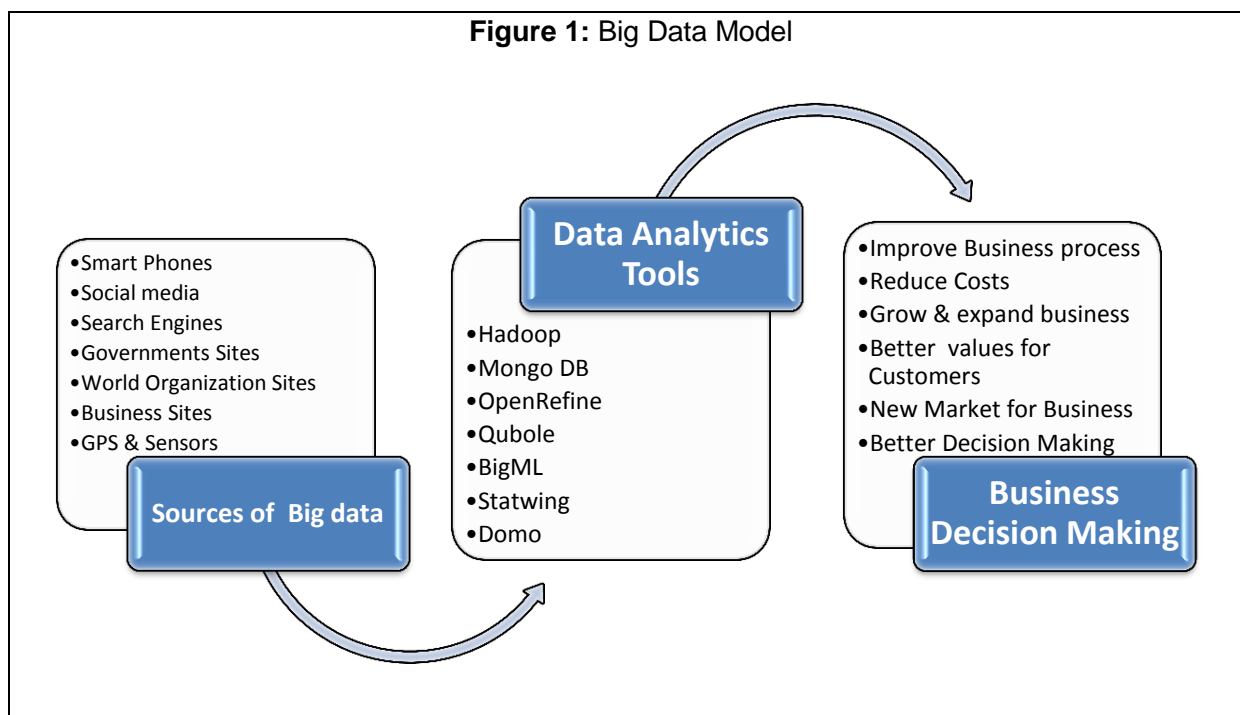 Figure 1: Big Data Model
•Smart Phones
•Social media
•Search Engines
•Governments Sites
•World Organization Sites
•Business Sites
•GPS & Sensors
Sources of Big data
Data Analytics
Tools
•Hadoop
•Mongo DB
•OpenRefine
•Qubole
•BigML
•Statwing
•Domo
•Improve Business process
•Reduce Costs
•Grow & expand business
•Better values for
Customers
•New Market for Business
•Better Decision Making
Business
Decision Making